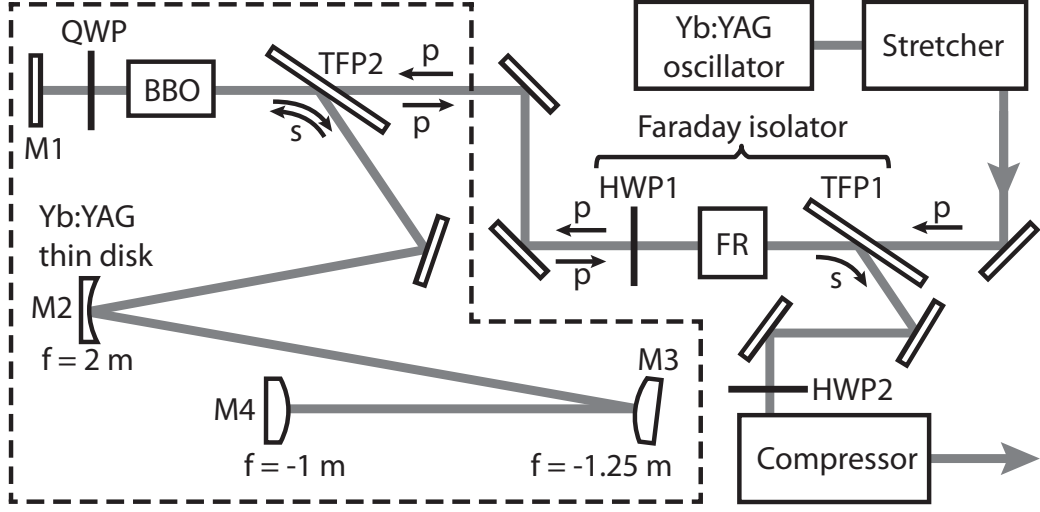 QWP
BBO
M1
TFP2
p
p
s
Yb:YAG
oscillator
Stretcher
Faraday isolator
HWP1
TFP1
FR
p
p
p
s
Yb:YAG
thin disk
M2
f = 2 m
M3
M4
f = -1 m
f = -1.25 m
HWP2
Compressor